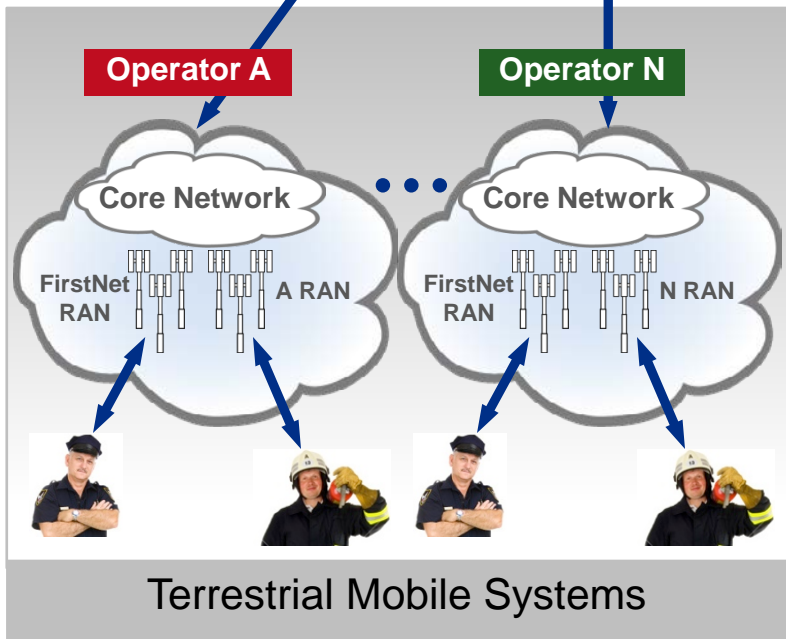 Operator A
Operator N
Core Network
Core Network
FirstNet
RAN
A RAN
FirstNet
RAN
N RAN
Terrestrial Mobile Systems